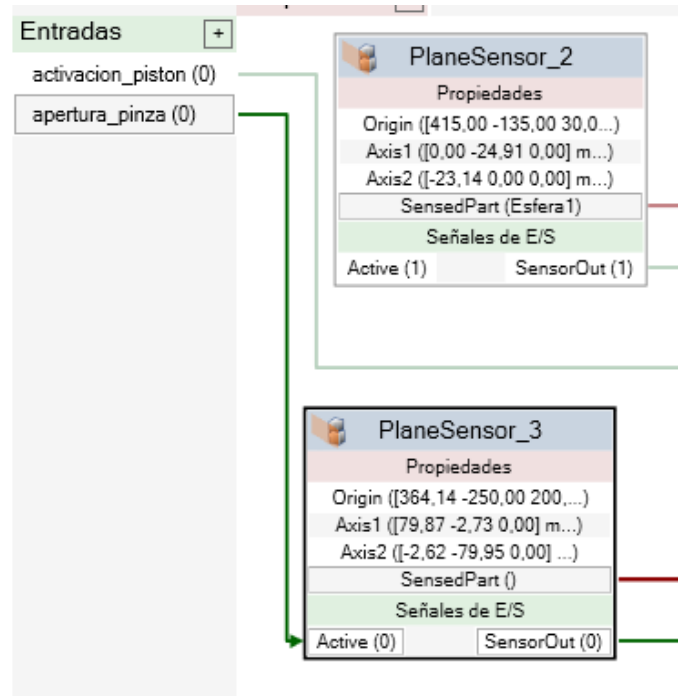 Entradas +
activacion_piston (0)
apertura_pinza (0)
PlaneSensor_2
Propiedades
Origin ([415,00 -135,00 30,0...)
Axis1 ([0,00 -24,91 0,00] m...)
Axis2 ([-23,14 0,00 0,00] m...)
SensedPart (Esfera1)
Señales de E/S
Active (1) SensorOut (1)
PlaneSensor_3
Propiedades
Origin ([364,14 -250,00 200,...)
Axis1 ([79,87 -2,73 0,00] m...)
Axis2 ([-2,62 -79,95 0,00] ...)
SensedPart ()
Señales de E/S
Active (0) SensorOut (0)